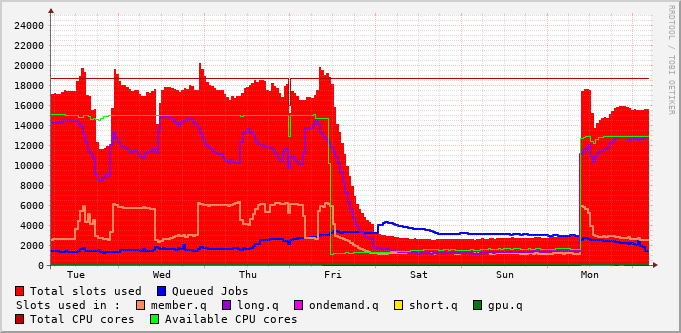 24000
22000
20000
18000
16000
14000
12000
10000
8000
6000
4000
2000
0
Tue Wed Thu Fri Sat Sun Mon
Total slots used Queued Jobs
Slots used in : member.q long.q ondemand.q short.q gpu.q
Total CPU cores Available CPU cores
RRDTOOL / TOBI OETIKER